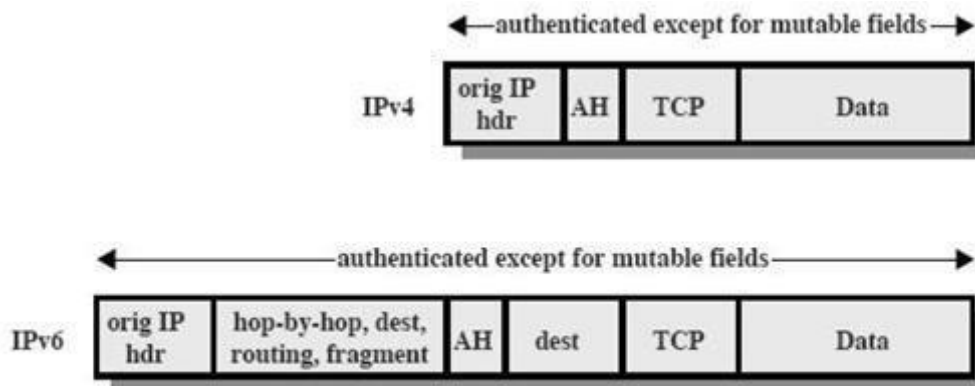 authenticated except for mutable fields
IPv4
orig IP
hdr
AH
TCP
Data
authenticated except for mutable fields
IPv6
orig IP
hdr
hop-by-hop, dest,
routing, fragment
AH
dest
TCP
Data